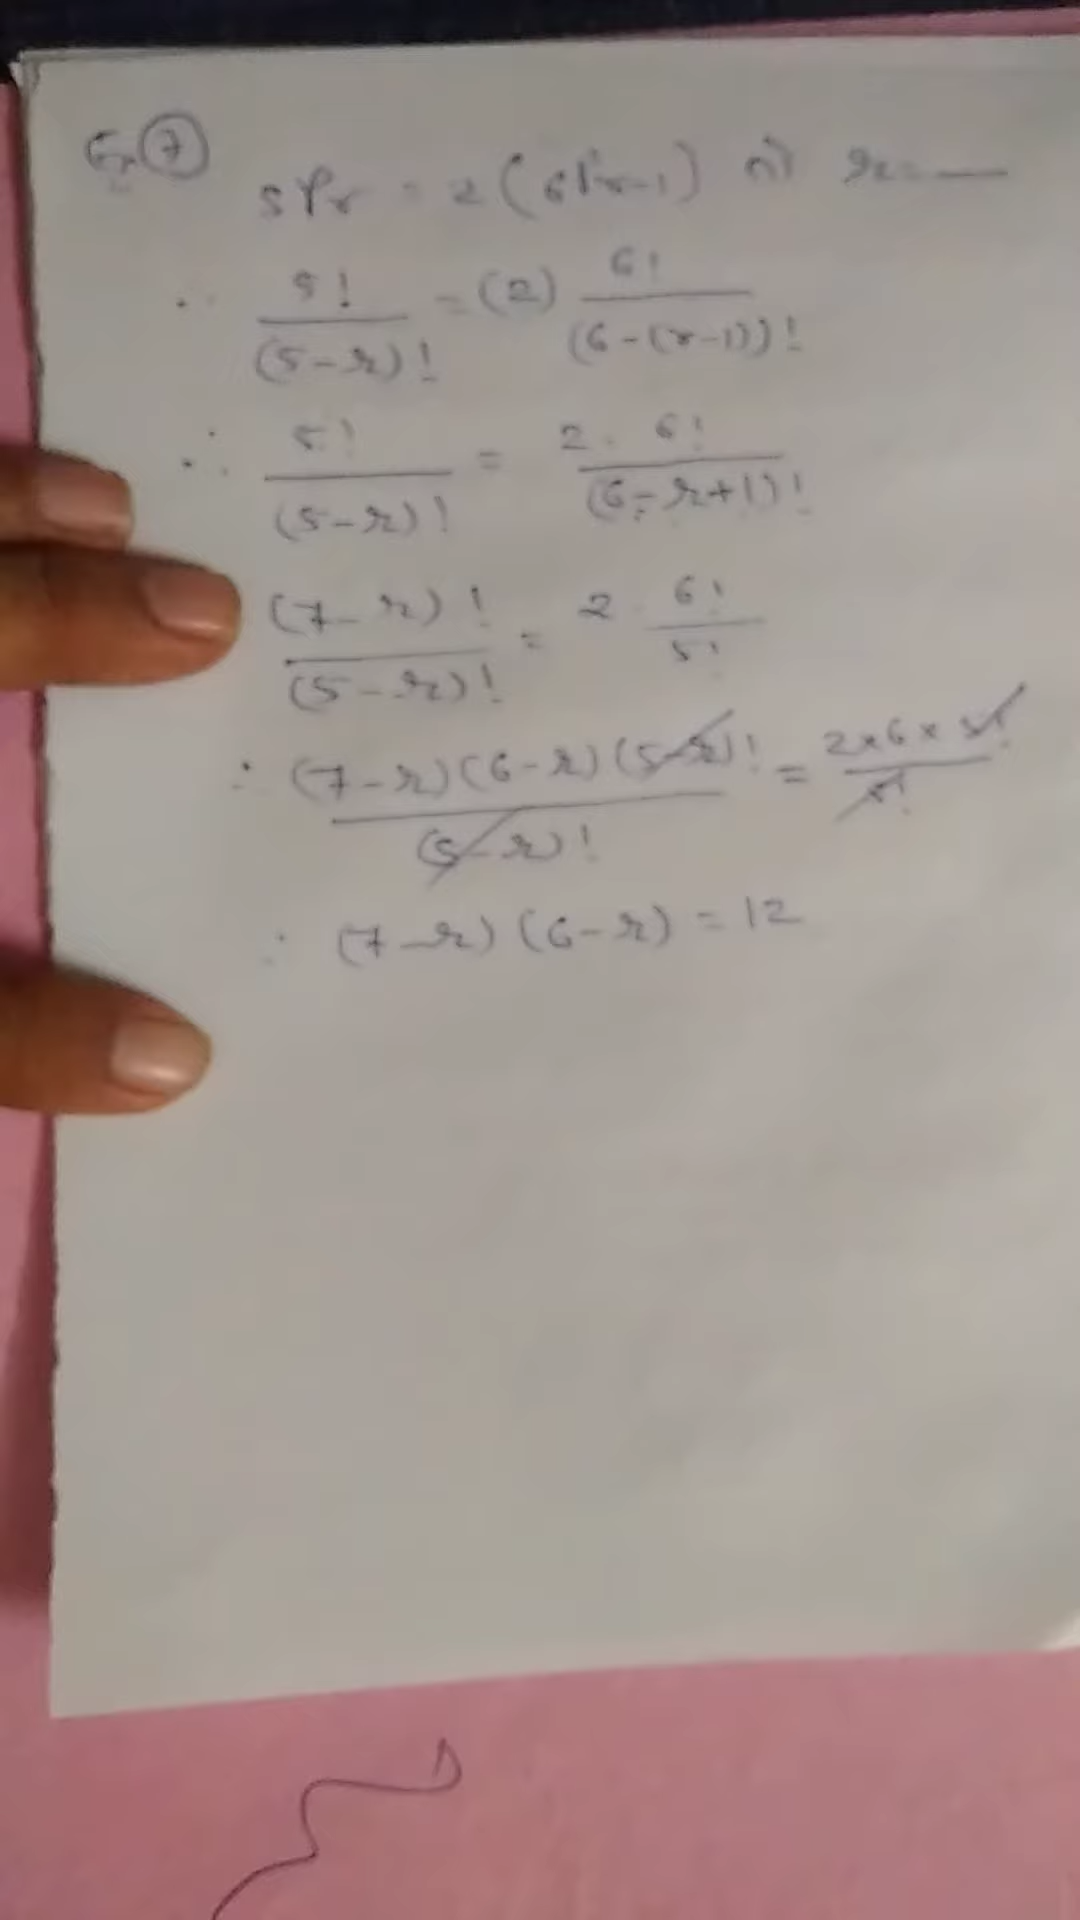 Ex. 7
5Pr = 2(6Pr-1) તો r = —
∴ 5! / (5-r)! = (2) 6! / (6-(r-1))!
∴ 5! / (5-r)! = 2. 6! / (6-r+1)!
(7-r)! / (5-r)! = 2 6! / 5!
∴ (7-r)(6-r)(5-r)! / (5-r)! = 2×6×5! / 5!
∴ (7-r)(6-r) = 12